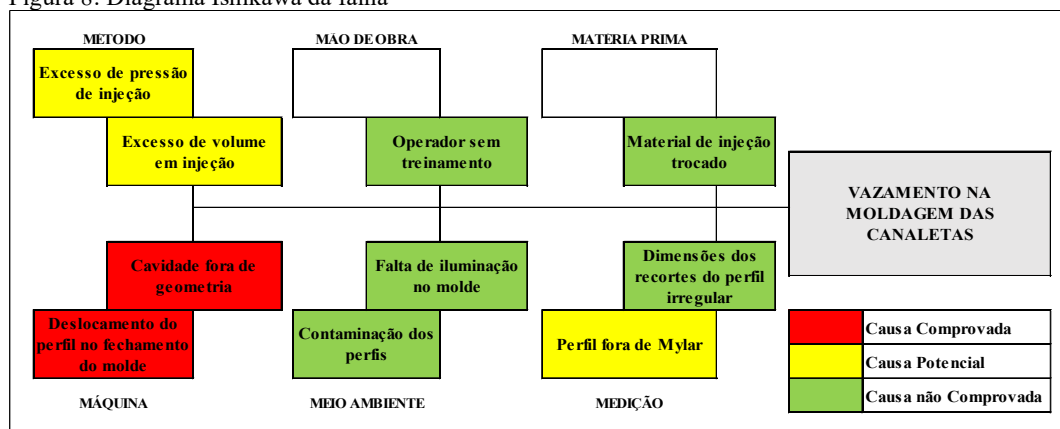 Figura 8: Diagrama Ishikawa da falha
METODO
MÃO DE OBRA
MATERIA PRIMA
Excesso de pressão
de injeção
Excesso de volume
em injeção
Operador sem
treinamento
Material de injeção
trocado
VAZAMENTO NA
MOLDAGEM DAS
CANALETAS
Cavidade fora de
geometria
Falta de iluminação
no molde
Dimensões dos
recortes do perfil
irregular
Deslocamento do
perfil no fechamento
do molde
Contaminação dos
perfis
Perfil fora de Mylar
Causa Comprovada
Causa Potencial
Causa não Comprovada
MÁQUINA
MEIO AMBIENTE
MEDIÇÃO